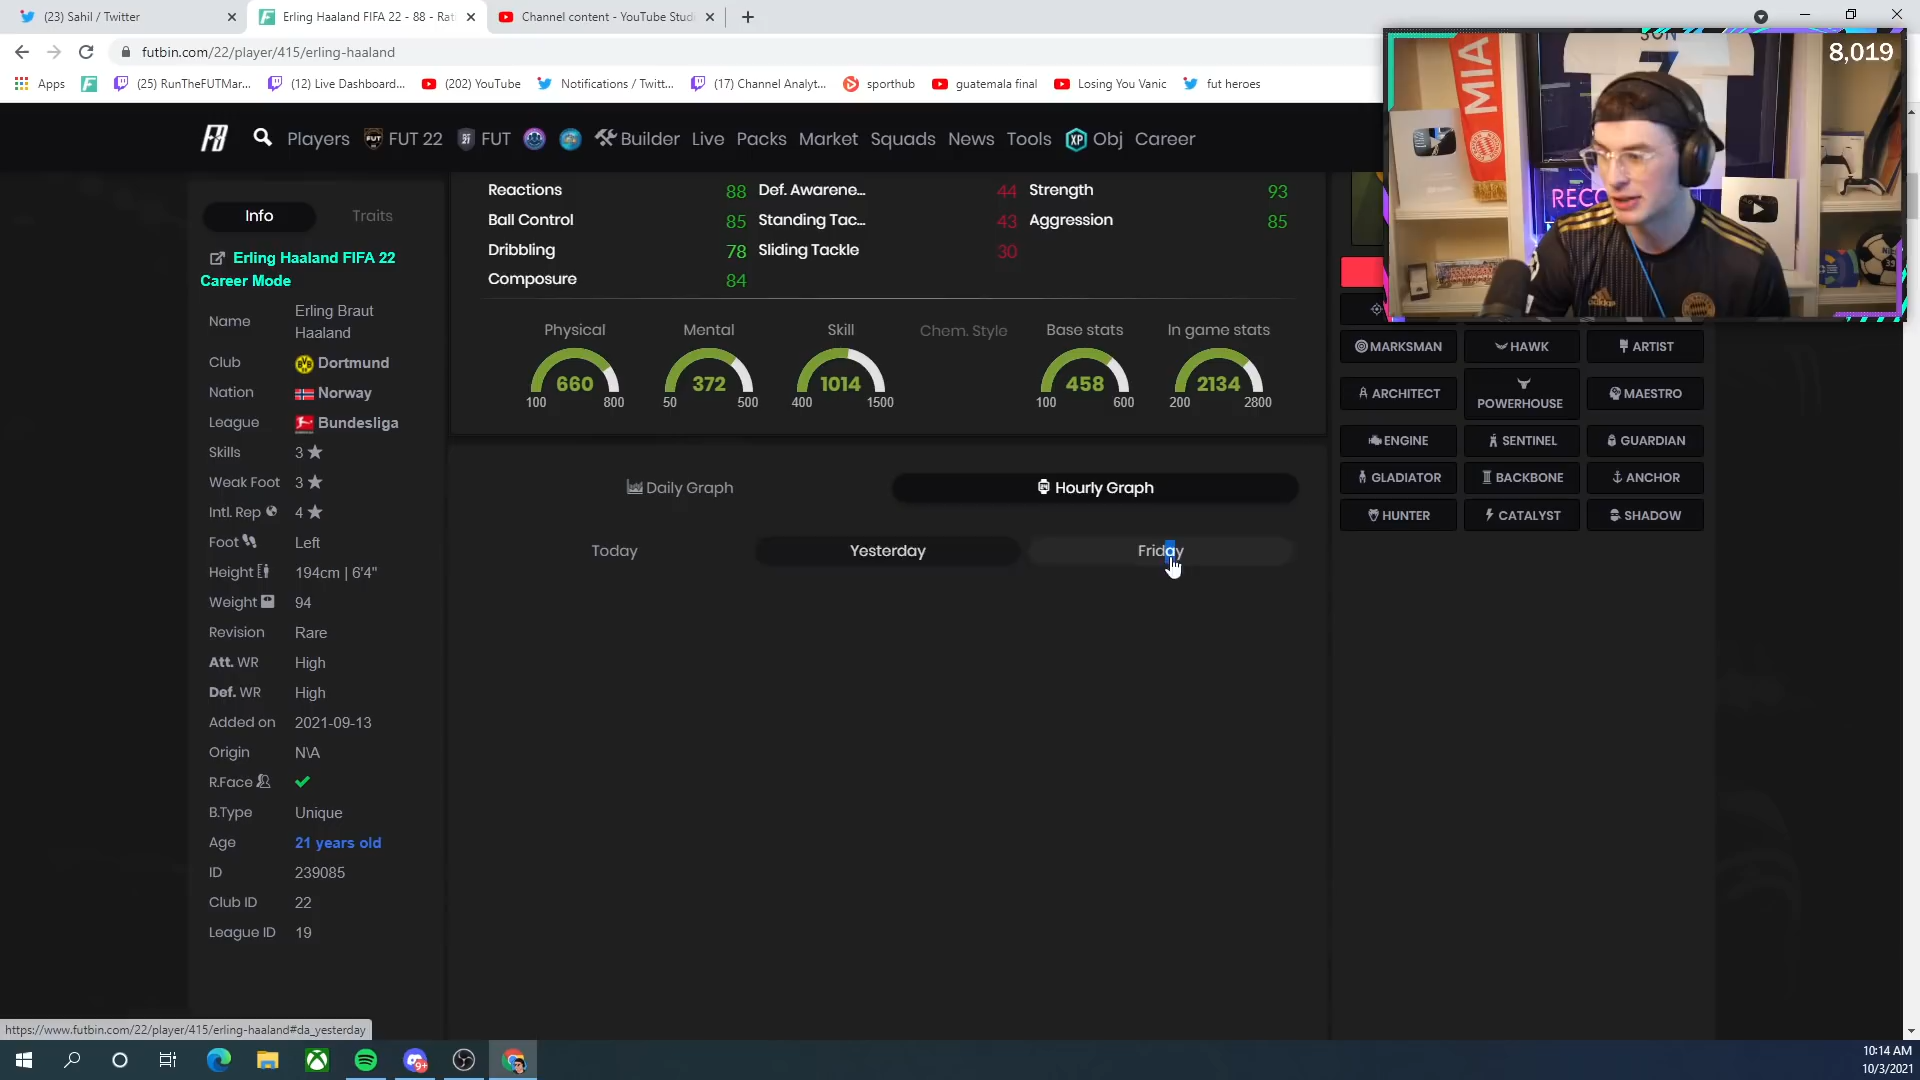 (23) Sahil / Twitter
Erling Haaland FIFA 22 - 88 - Rati
Channel content - YouTube Studi
futbin.com/22/player/415/erling-haaland
Apps
(25) RunTheFUTMar...
(12) Live Dashboard...
(202) YouTube
Notifications / Twitt...
(17) Channel Analyt...
sporthub
guatemala final
Losing You Vanic
fut heroes
8,019
SON
7
MIA
RECO
Players FUT 22 FUT Builder Live Packs Market Squads News Tools Obj Career
Info Traits
Erling Haaland FIFA 22
Career Mode
Name Erling Braut
Haaland
Club Dortmund
Nation Norway
League Bundesliga
Skills 3
Weak Foot 3
Intl. Rep 4
Foot Left
Height 194cm | 6'4"
Weight 94
Revision Rare
Att. WR High
Def. WR High
Added on 2021-09-13
Origin N\A
R.Face
B.Type Unique
Age 21 years old
ID 239085
Club ID 22
League ID 19
Reactions 88 Def. Awarene... 44 Strength 93
Ball Control 85 Standing Tac... 43 Aggression 85
Dribbling 78 Sliding Tackle 30
Composure 84
Physical Mental Skill Chem. Style Base stats In game stats
660 372 1014 458 2134
100 800 50 500 400 1500 100 600 200 2800
Daily Graph Hourly Graph
Today Yesterday Friday
MARKSMAN HAWK ARTIST
ARCHITECT POWERHOUSE MAESTRO
ENGINE SENTINEL GUARDIAN
GLADIATOR BACKBONE ANCHOR
HUNTER CATALYST SHADOW
https://www.futbin.com/22/player/415/erling-haaland#da_yesterday
9+
10:14 AM
10/3/2021